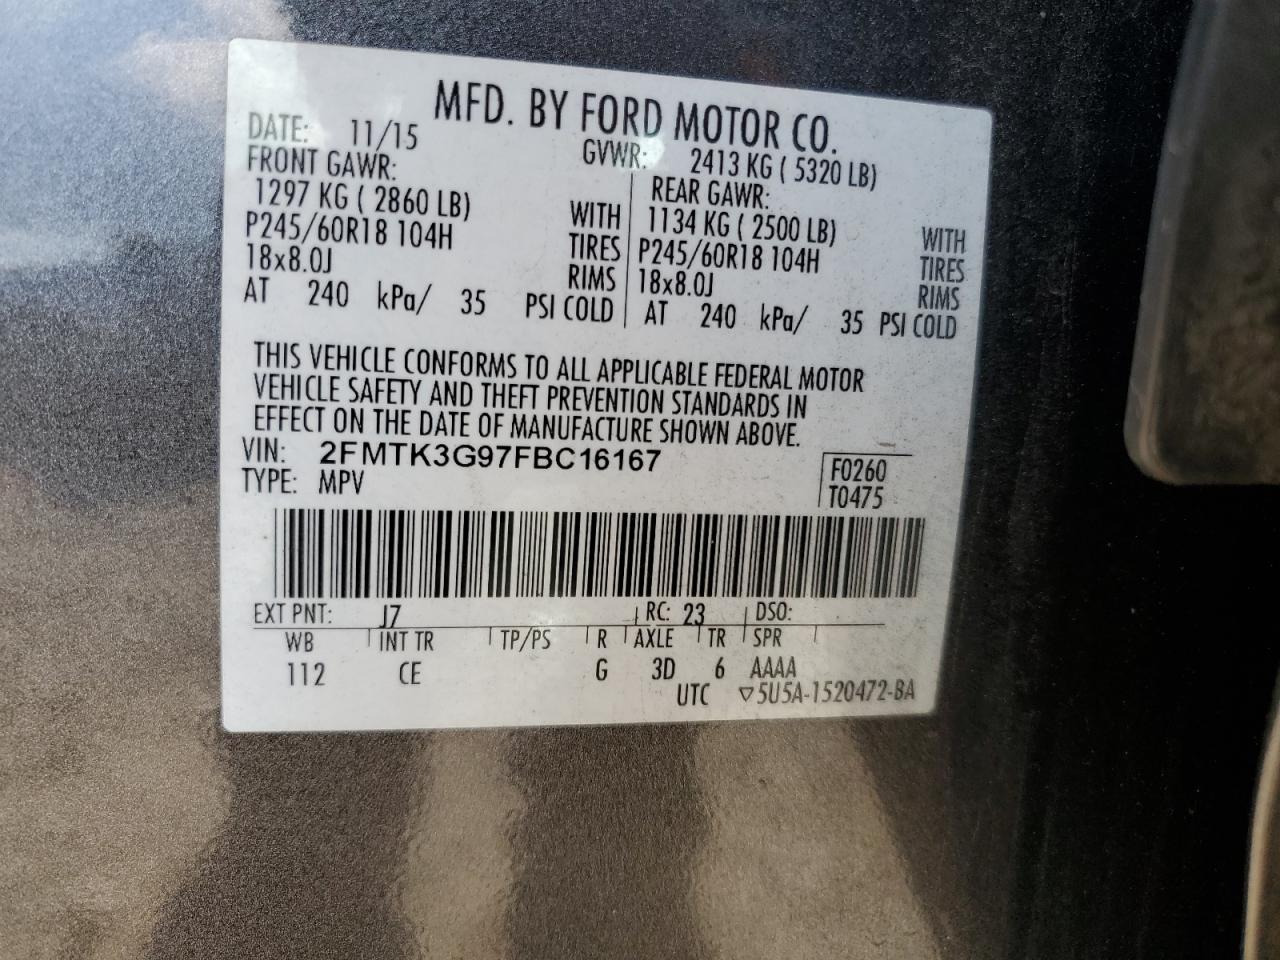 MFD. BY FORD MOTOR CO.
DATE: 11/15 GVWR: 2413 KG ( 5320 LB)
FRONT GAWR: REAR GAWR:
1297 KG ( 2860 LB) WITH 1134 KG ( 2500 LB) WITH
P245/60R18 104H TIRES P245/60R18 104H TIRES
18x8.0J RIMS 18x8.0J RIMS
AT 240 kPa/ 35 PSI COLD AT 240 kPa/ 35 PSI COLD
THIS VEHICLE CONFORMS TO ALL APPLICABLE FEDERAL MOTOR
VEHICLE SAFETY AND THEFT PREVENTION STANDARDS IN
EFFECT ON THE DATE OF MANUFACTURE SHOWN ABOVE.
VIN: 2FMTK3G97FBC16167 F0260
TYPE: MPV T0475
EXT PNT: J7 RC: 23 DSO:
WB INT TR TP/PS R AXLE TR SPR
112 CE G 3D 6 AAAA
UTC ▽5U5A-1520472-BA